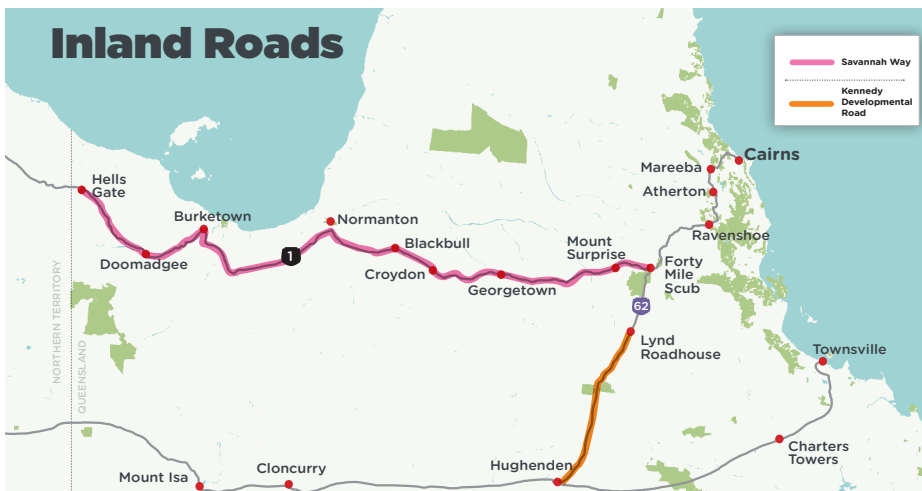 Inland Roads
Savannah Way
Kennedy
Developmental
Road
Cairns
Mareeba
Atherton
Hells
Gate
Burketown
Normanton
Ravenshoe
Blackbull
Mount
Surprise
Doomadgee
1
Croydon
Georgetown
Forty
Mile
Scub
62
Lynd
Roadhouse
Townsville
NORTHERN TERRITORY
QUEENSLAND
Charters
Towers
Hughenden
Cloncurry
Mount Isa